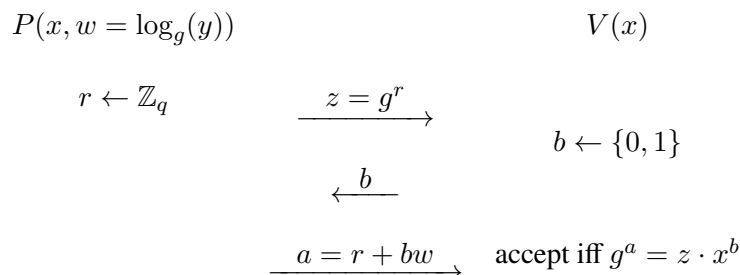 P(x, w = log_g(y)) V(x)
r ← ℤ_q z = g^r
b ← {0, 1}
b
a = r + bw accept iff g^a = z · x^b